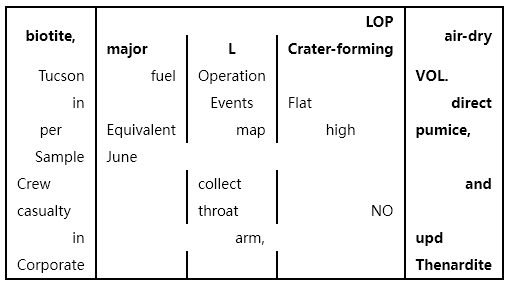 LOP
biotite, major L Crater-forming air-dry
Tucson fuel Operation VOL.
in Events Flat direct
per Equivalent map high pumice,
Sample June
Crew collect and
casualty throat NO
in arm, upd
Corporate Thenardite